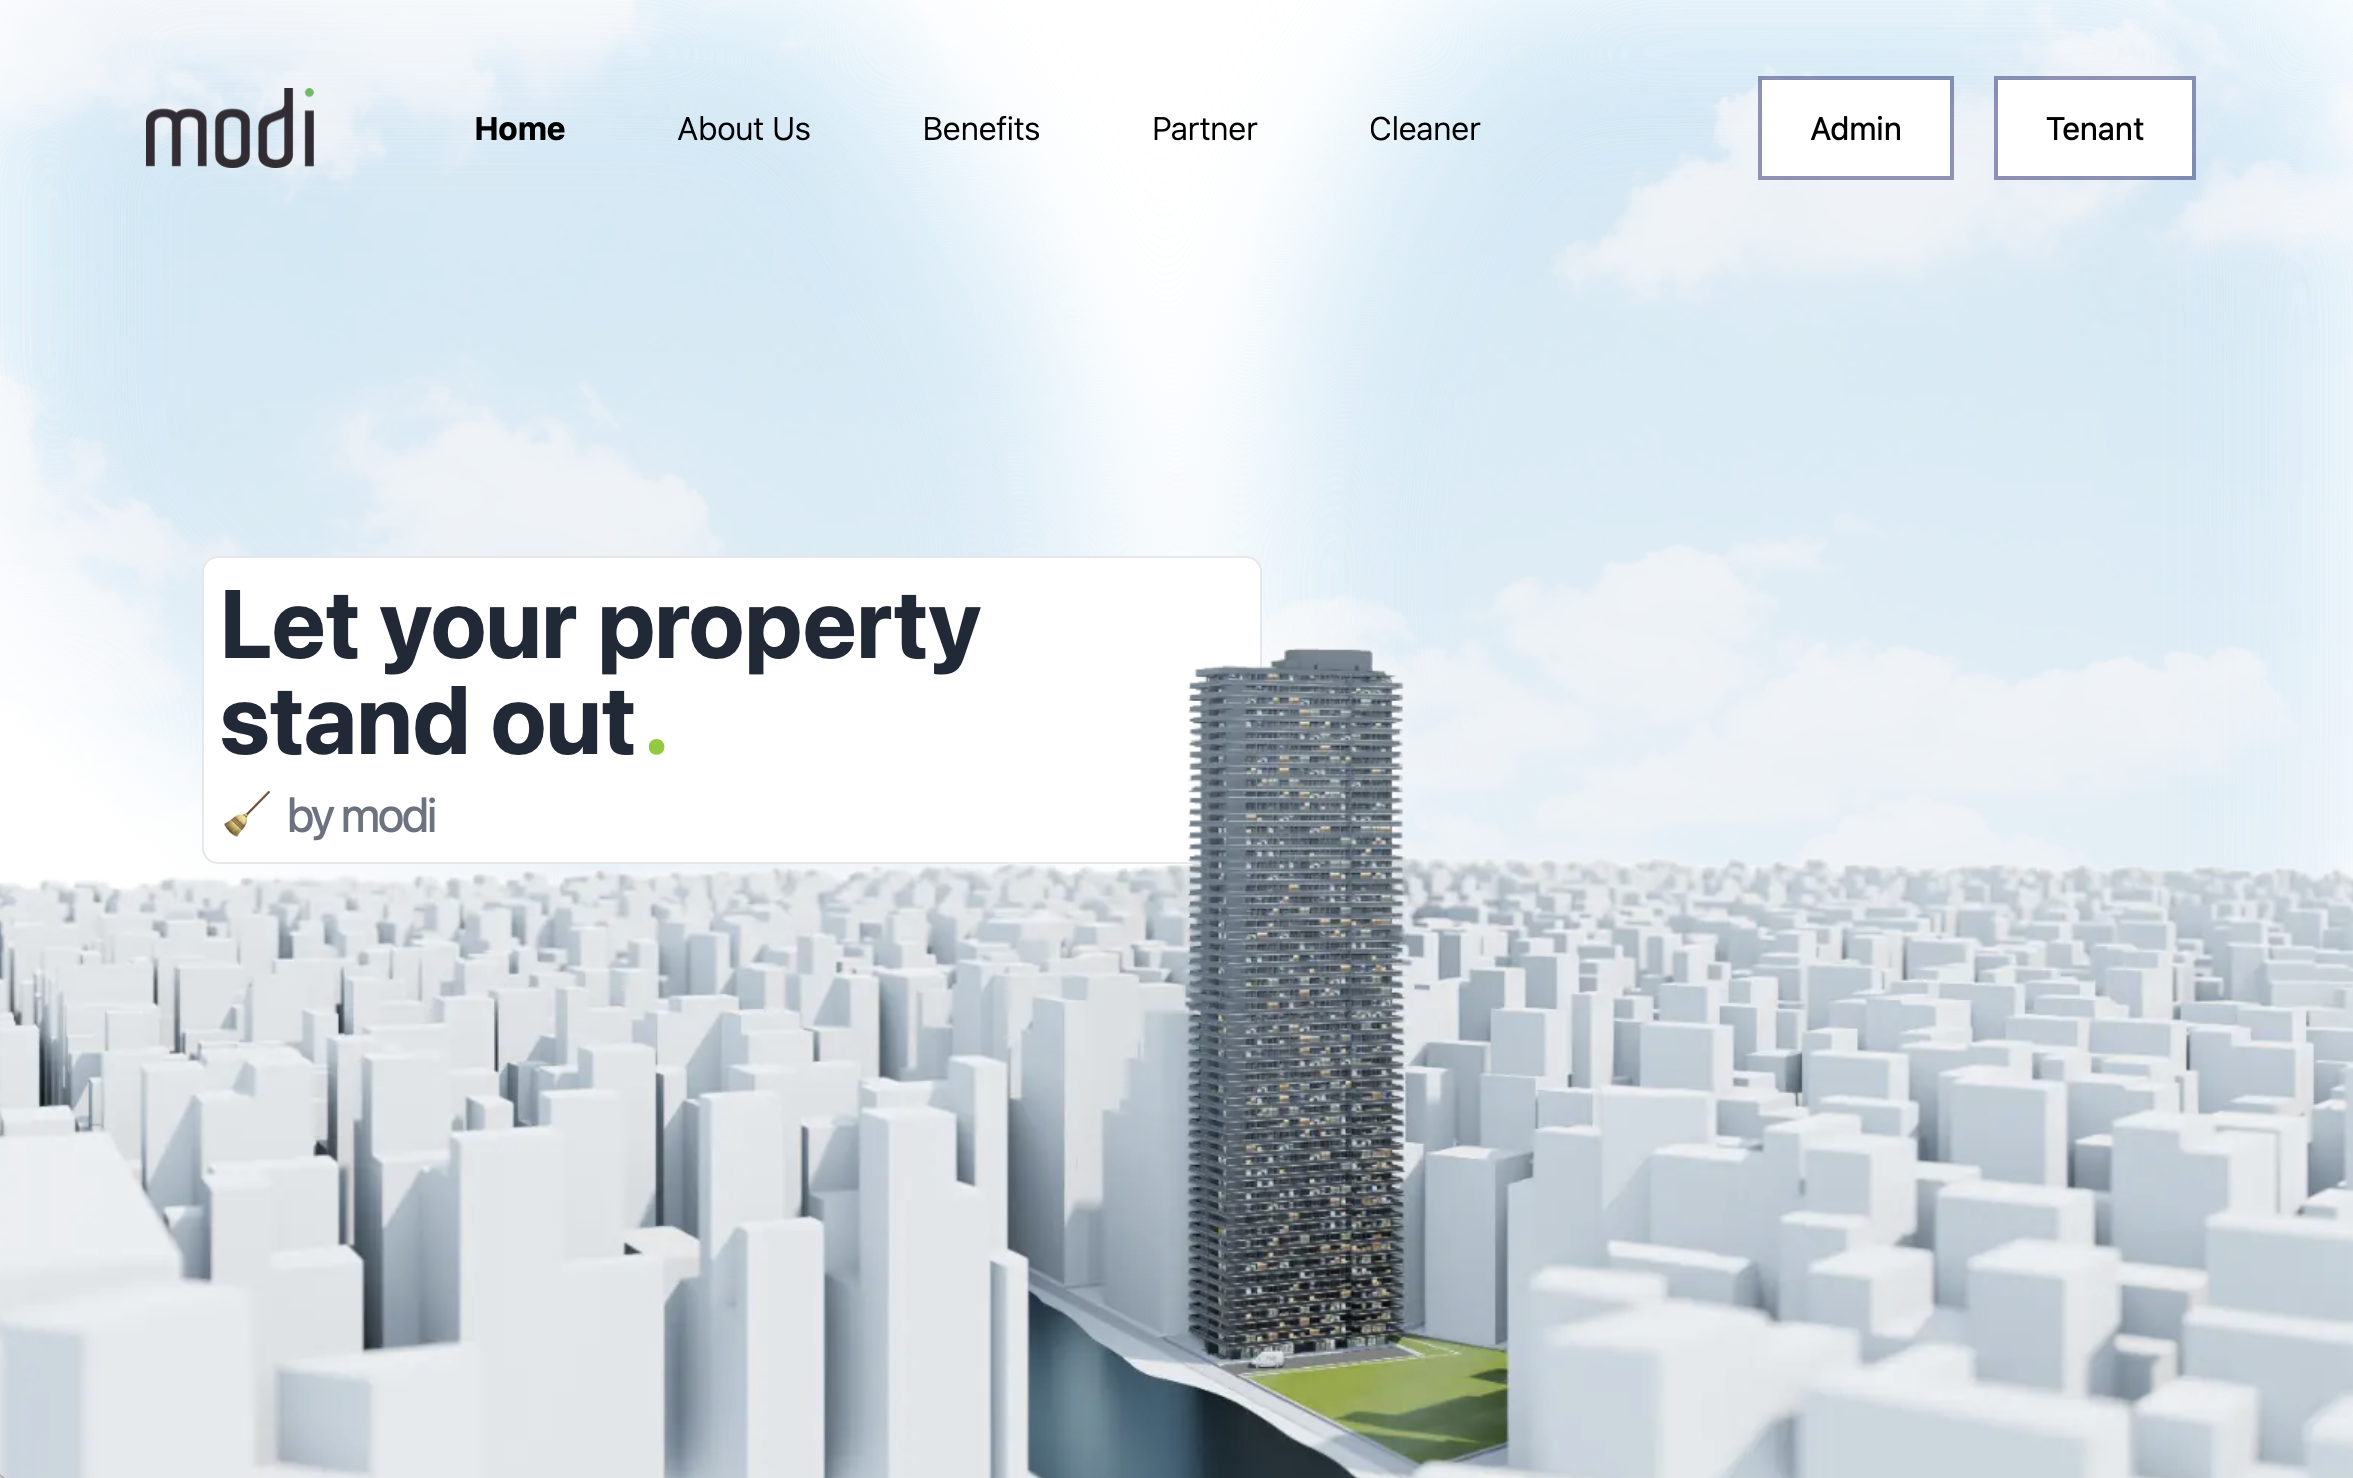 modi
Home
About Us
Benefits
Partner
Cleaner
Admin
Tenant
Let your property
stand out.
🧹 by modi